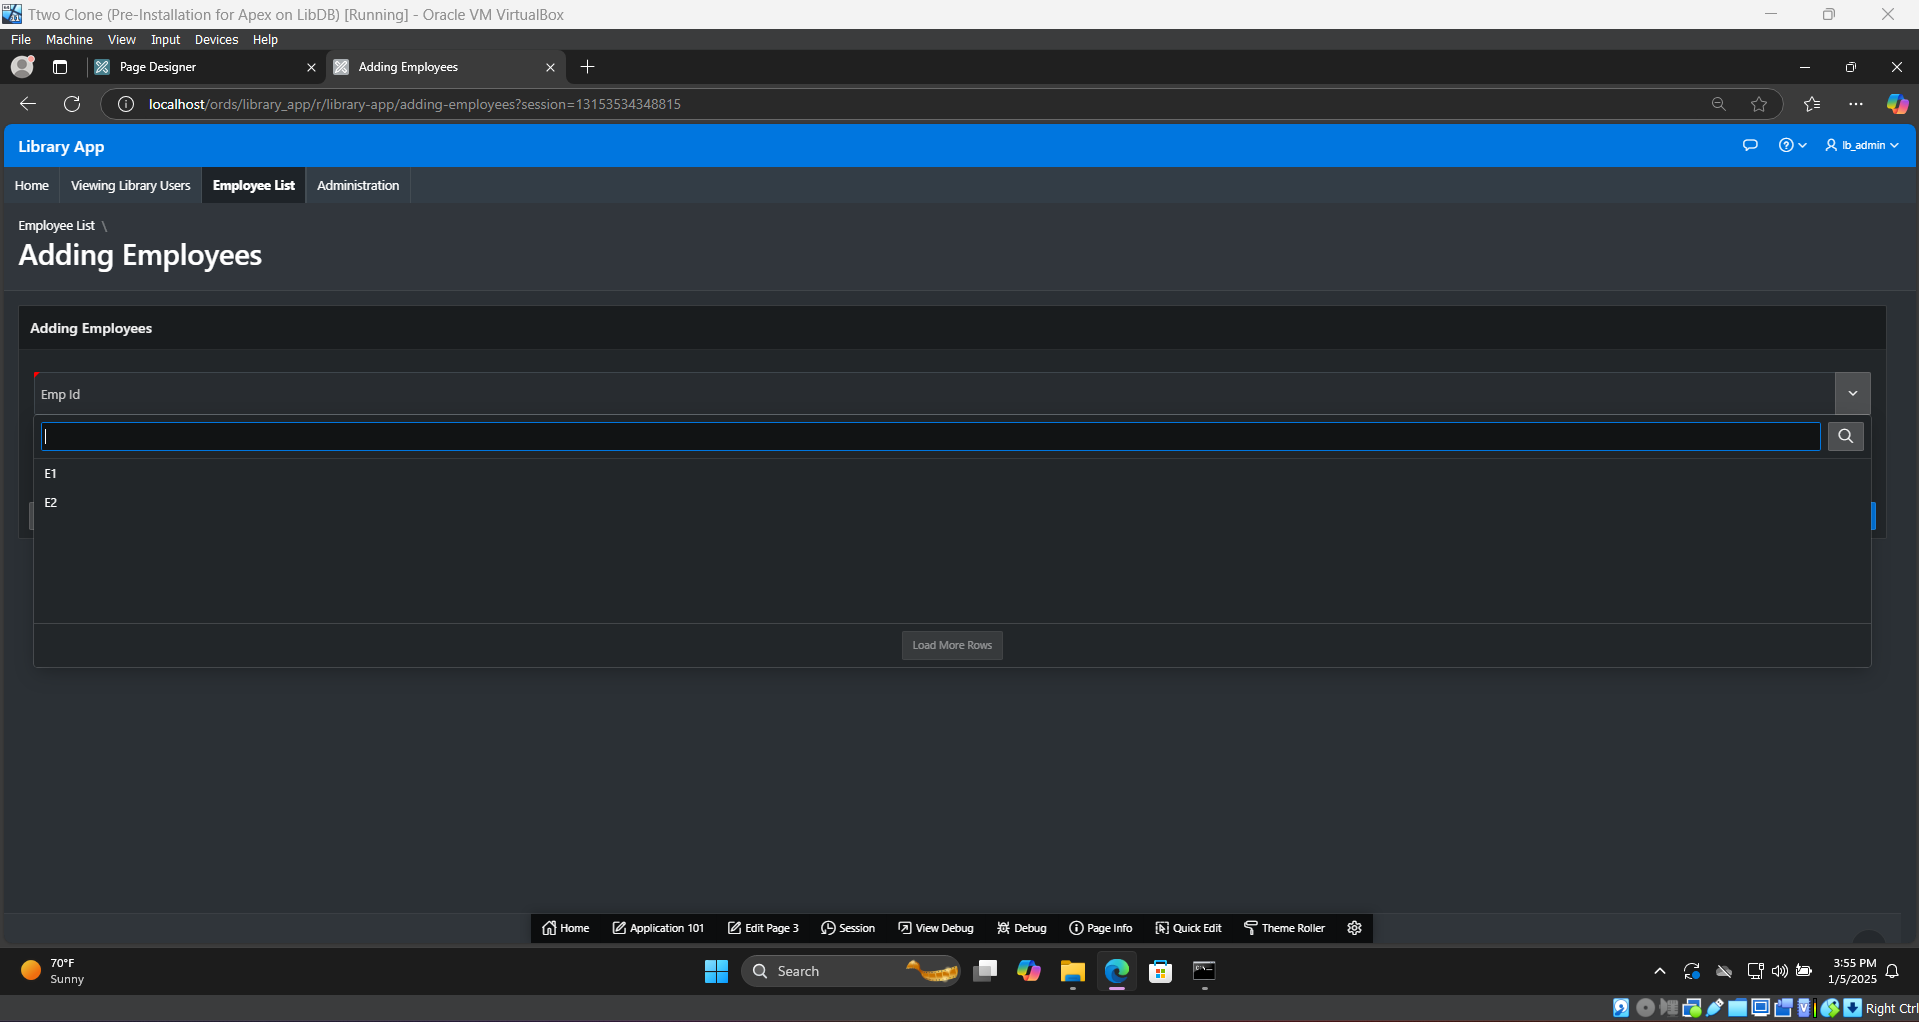 Ttwo Clone (Pre-Installation for Apex on LibDB) [Running] - Oracle VM VirtualBox
File Machine View Input Devices Help
Page Designer
Adding Employees
localhost/ords/library_app/r/library-app/adding-employees?session=13153534348815
Library App
lb_admin
Home
Viewing Library Users
Employee List
Administration
Employee List \
Adding Employees
Adding Employees
Emp Id
E1
E2
Load More Rows
Home
Application 101
Edit Page 3
Session
View Debug
Debug
Page Info
Quick Edit
Theme Roller
70°F
Sunny
Search
3:55 PM
1/5/2025
Right Ctrl